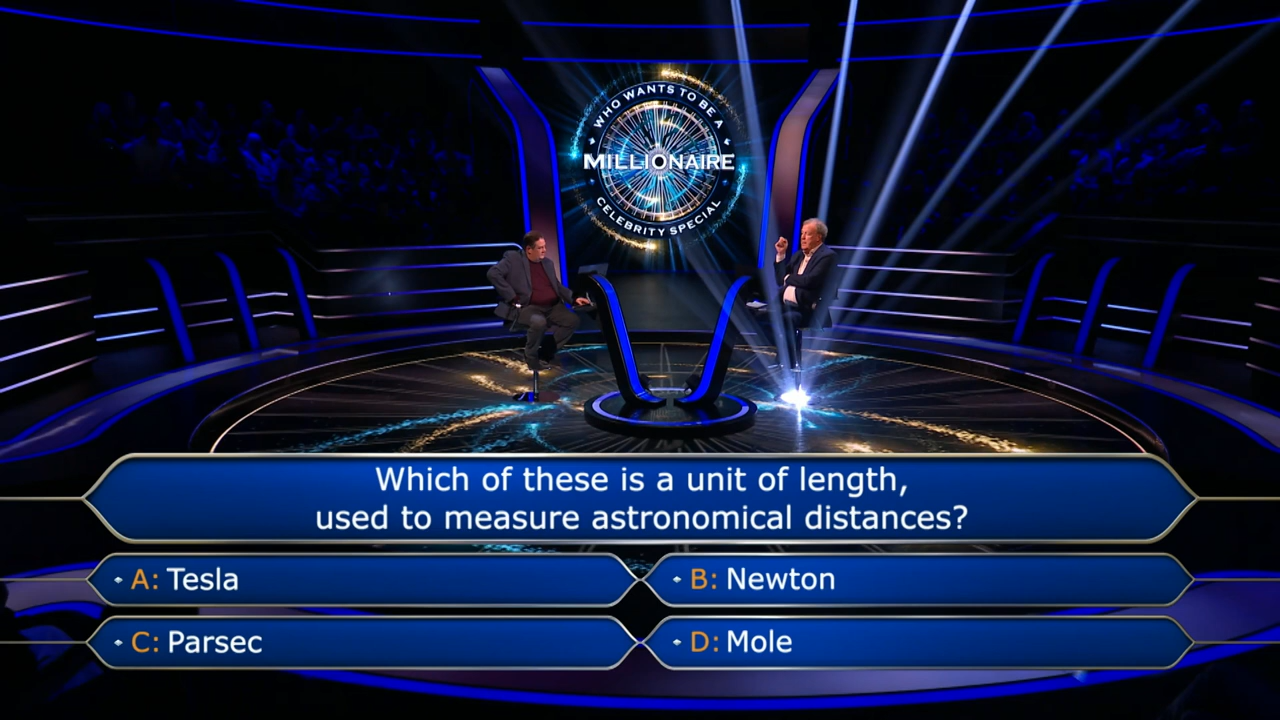 WHO WANTS TO BE A
MILLIONAIRE
CELEBRITY SPECIAL
Which of these is a unit of length,
used to measure astronomical distances?
A: Tesla
B: Newton
C: Parsec
D: Mole